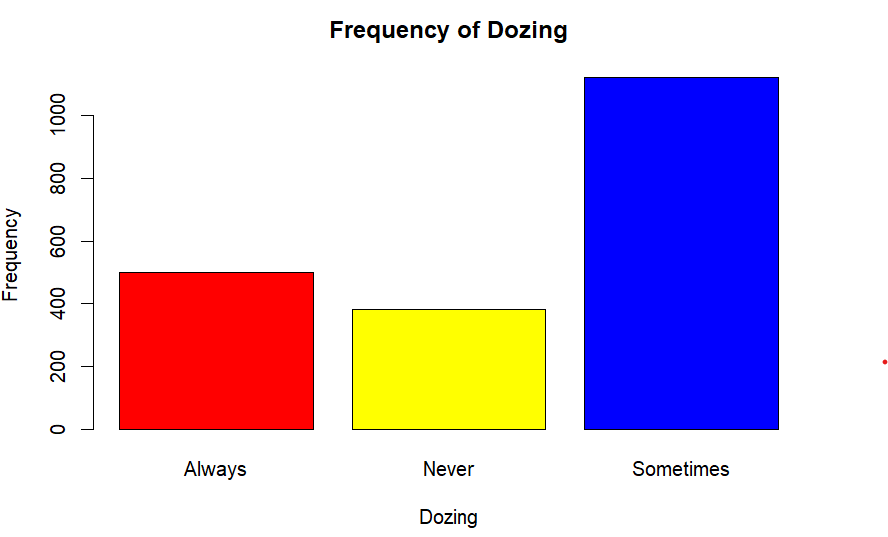 Frequency of Dozing
Frequency
1000
800
600
400
200
0
Always Never Sometimes
Dozing